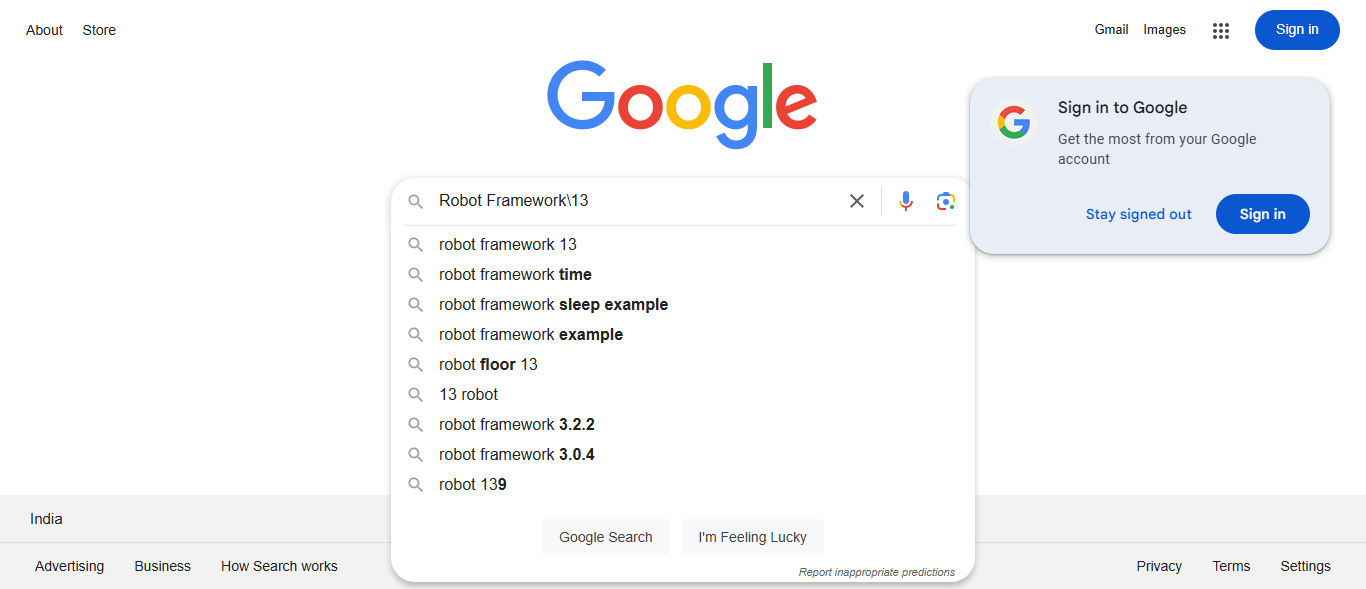 About Store
Gmail Images Sign in
Google
Sign in to Google
Get the most from your Google
account
Stay signed out Sign in
Robot Framework\13
robot framework 13
robot framework time
robot framework sleep example
robot framework example
robot floor 13
13 robot
robot framework 3.2.2
robot framework 3.0.4
robot 139
Google Search I'm Feeling Lucky
Report inappropriate predictions
India
Advertising Business How Search works
Privacy Terms Settings